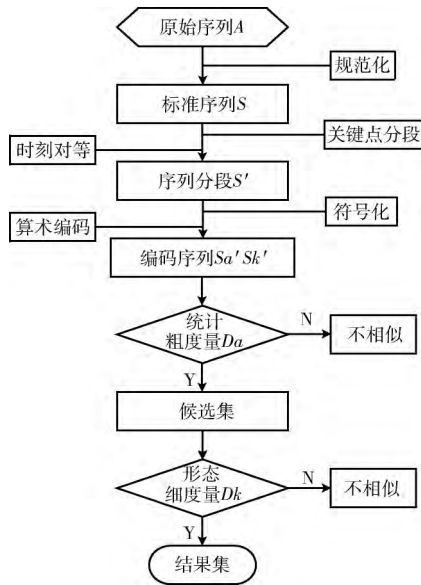 原始序列A
规范化
标准序列S
关键点分段
时刻对等
序列分段S′
符号化
算术编码
编码序列Sa′Sk′
统计
粗度量Da
N
不相似
Y
候选集
形态
细度量Dk
N
不相似
Y
结果集